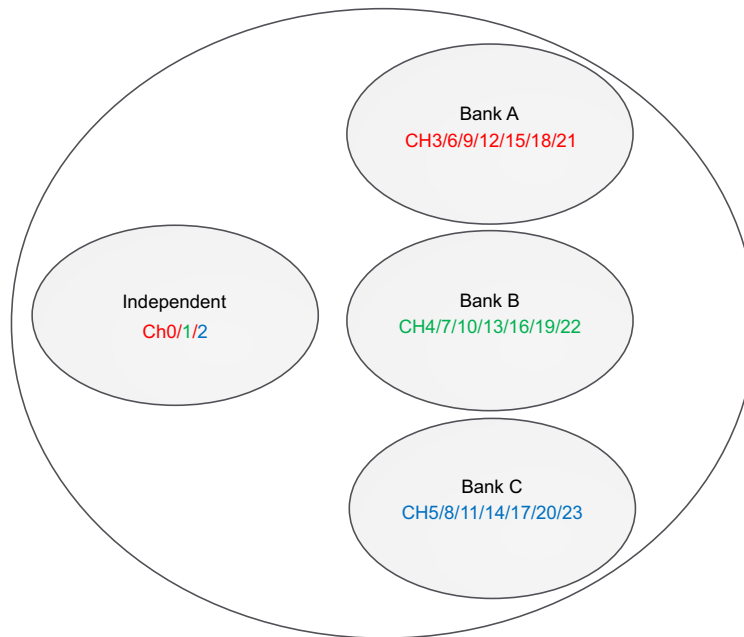 Bank A
CH3/6/9/12/15/18/21
Independent
Ch0/1/2
Bank B
CH4/7/10/13/16/19/22
Bank C
CH5/8/11/14/17/20/23